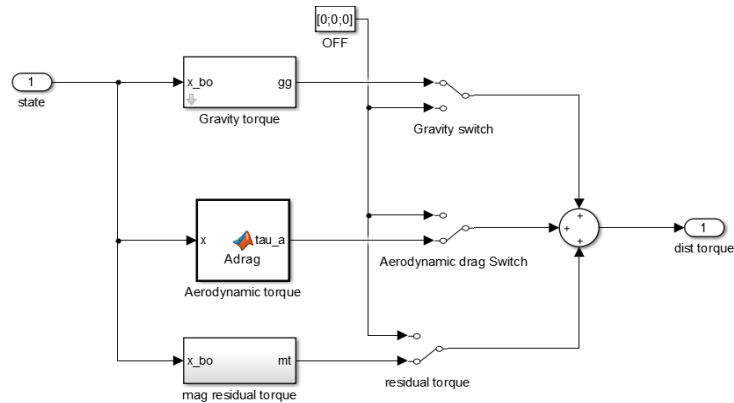 [0;0;0]
OFF
1
state
x_bo
gg
Gravity torque
Gravity switch
x
tau_a
Adrag
Aerodynamic torque
Aerodynamic drag Switch
+
+
+
1
dist torque
x_bo
mt
mag residual torque
residual torque